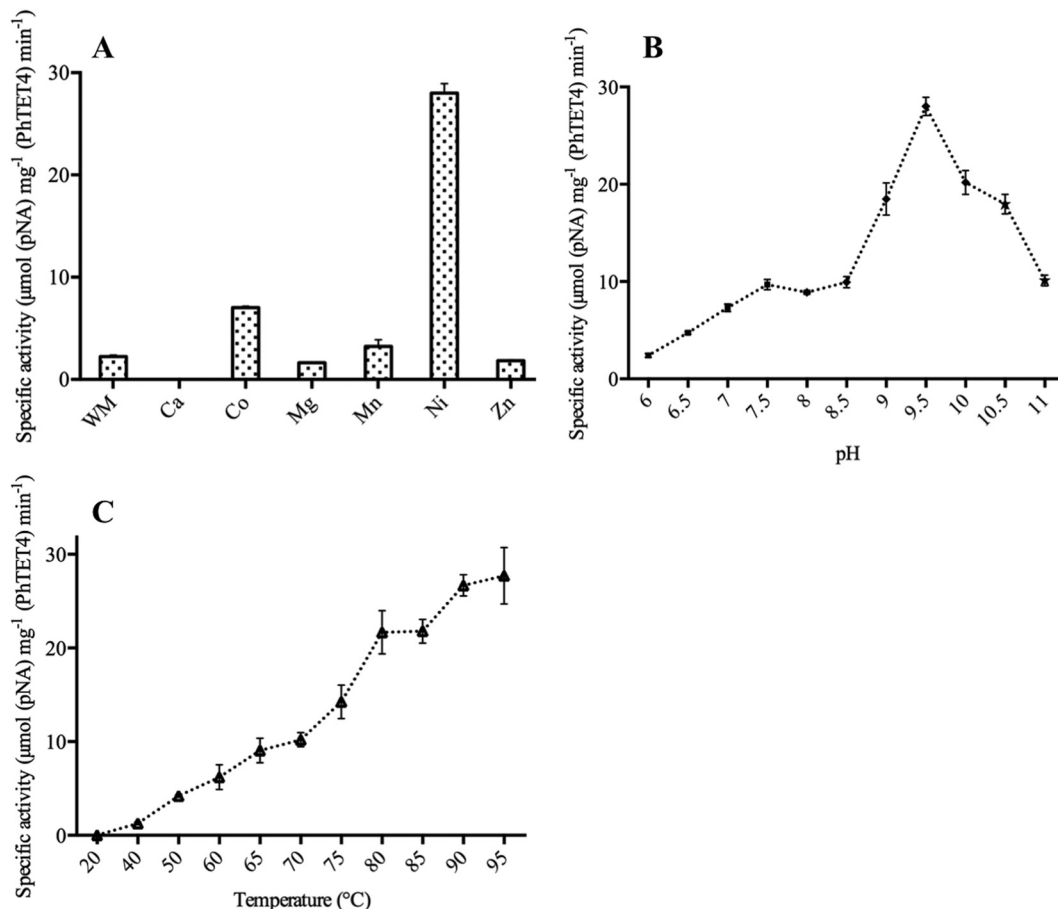 A
Specific activity (µmol (pNA) mg⁻¹ (PhTET4) min⁻¹)
30
20
10
0
WM
Ca
Co
Mg
Mn
Ni
Zn
B
Specific activity (µmol (pNA) mg⁻¹ (PhTET4) min⁻¹)
30
20
10
0
6
6.5
7
7.5
8
8.5
9
9.5
10
10.5
11
pH
C
Specific activity (µmol (pNA) mg⁻¹ (PhTET4) min⁻¹)
30
20
10
0
20
40
50
60
65
70
75
80
85
90
95
Temperature (°C)